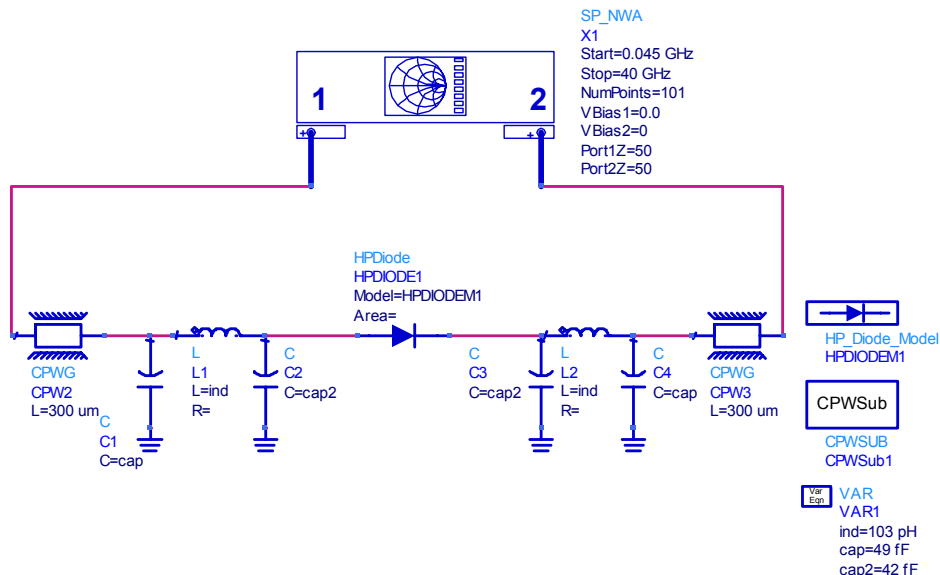 SP_NWA
X1
Start=0.045 GHz
Stop=40 GHz
NumPoints=101
VBias1=0.0
VBias2=0
Port1Z=50
Port2Z=50
1
2
+
+
HPDiode
HPDIODE1
Model=HPDIODEM1
Area=
CPWG
CPW2
L=300 um
C
C1
C=cap
L
L1
L=ind
R=
C
C2
C=cap2
C
C3
C=cap2
L
L2
L=ind
R=
C
C4
C=cap
CPWG
CPW3
L=300 um
HP_Diode_Model
HPDIODEM1
CPWSub
CPWSUB
CPWSub1
Var
Eqn
VAR
VAR1
ind=103 pH
cap=49 fF
cap2=42 fF